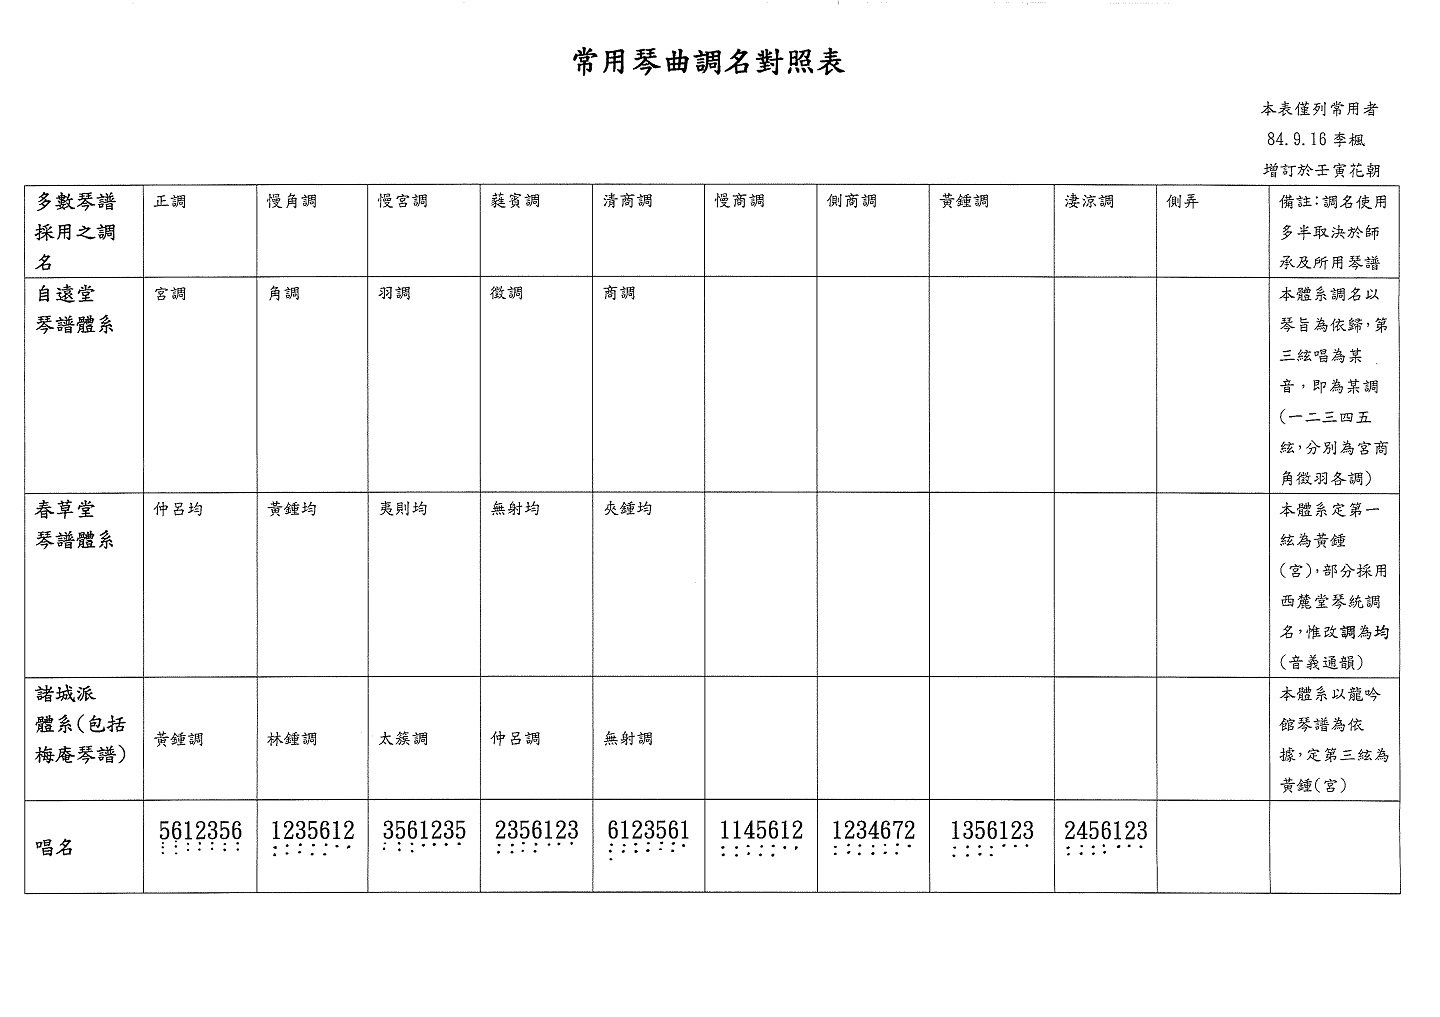 常用琴曲調名對照表
本表僅列常用者
84.9.16 李楓
增訂於壬寅花朝
多數琴譜
採用之調
名
正調
慢角調
慢宮調
蕤賓調
清商調
慢商調
側商調
黃鍾調
淒涼調
側弄
備註:調名使用
多半取決於師
承及所用琴譜
自遠堂
琴譜體系
宮調
角調
羽調
徵調
商調
本體系調名以
琴旨為依歸,第
三絃唱為某
音,即為某調
(一二三四五
絃,分別為宮商
角徵羽各調)
春草堂
琴譜體系
仲呂均
黃鍾均
夷則均
無射均
夾鍾均
本體系定第一
絃為黃鍾
(宮),部分採用
西麓堂琴統調
名,惟改調為均
(音義通韻)
諸城派
體系(包括
梅庵琴譜)
黃鍾調
林鍾調
太簇調
仲呂調
無射調
本體系以龍吟
館琴譜為依
據,定第三絃為
黃鍾(宮)
唱名
5612356
1235612
3561235
2356123
6123561
1145612
1234672
1356123
2456123